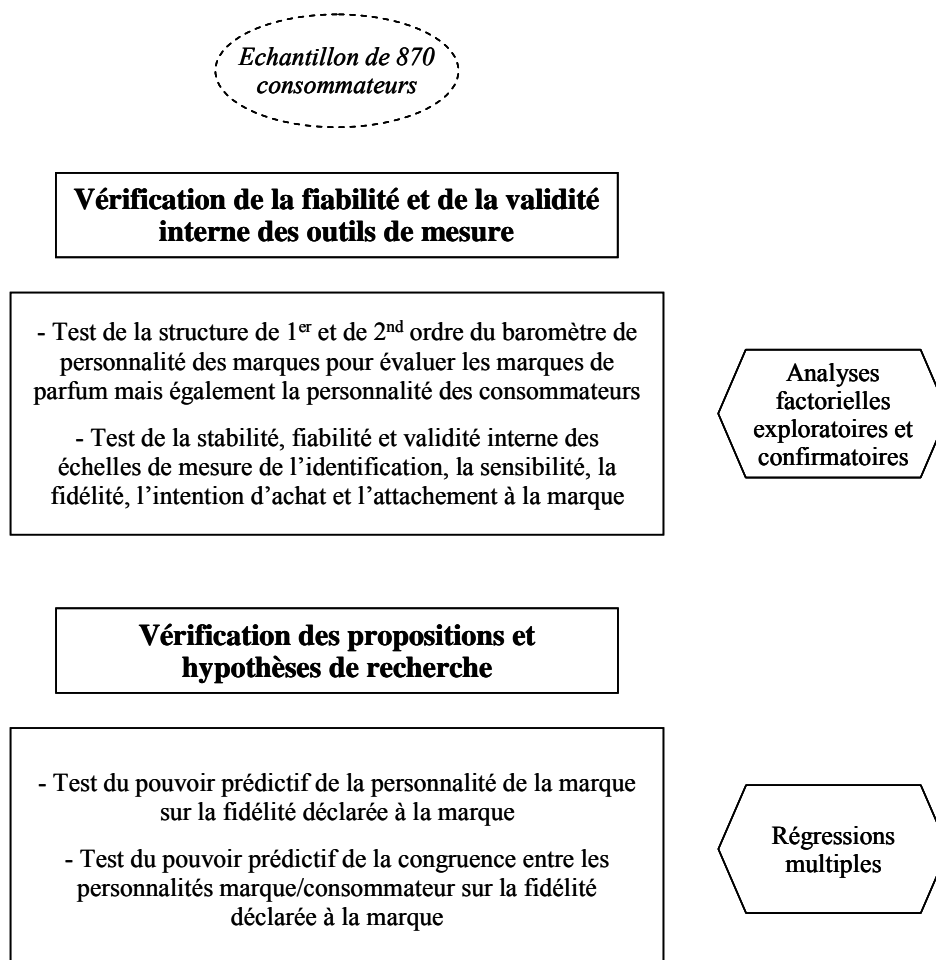 Echantillon de 870
consommateurs
Vérification de la fiabilité et de la validité
interne des outils de mesure
- Test de la structure de 1er et de 2nd ordre du baromètre de
personnalité des marques pour évaluer les marques de
parfum mais également la personnalité des consommateurs
- Test de la stabilité, fiabilité et validité interne des
échelles de mesure de l’identification, la sensibilité, la
fidélité, l’intention d’achat et l’attachement à la marque
Analyses
factorielles
exploratoires et
confirmatoires
Vérification des propositions et
hypothèses de recherche
- Test du pouvoir prédictif de la personnalité de la marque
sur la fidélité déclarée à la marque
- Test du pouvoir prédictif de la congruence entre les
personnalités marque/consommateur sur la fidélité
déclarée à la marque
Régressions
multiples